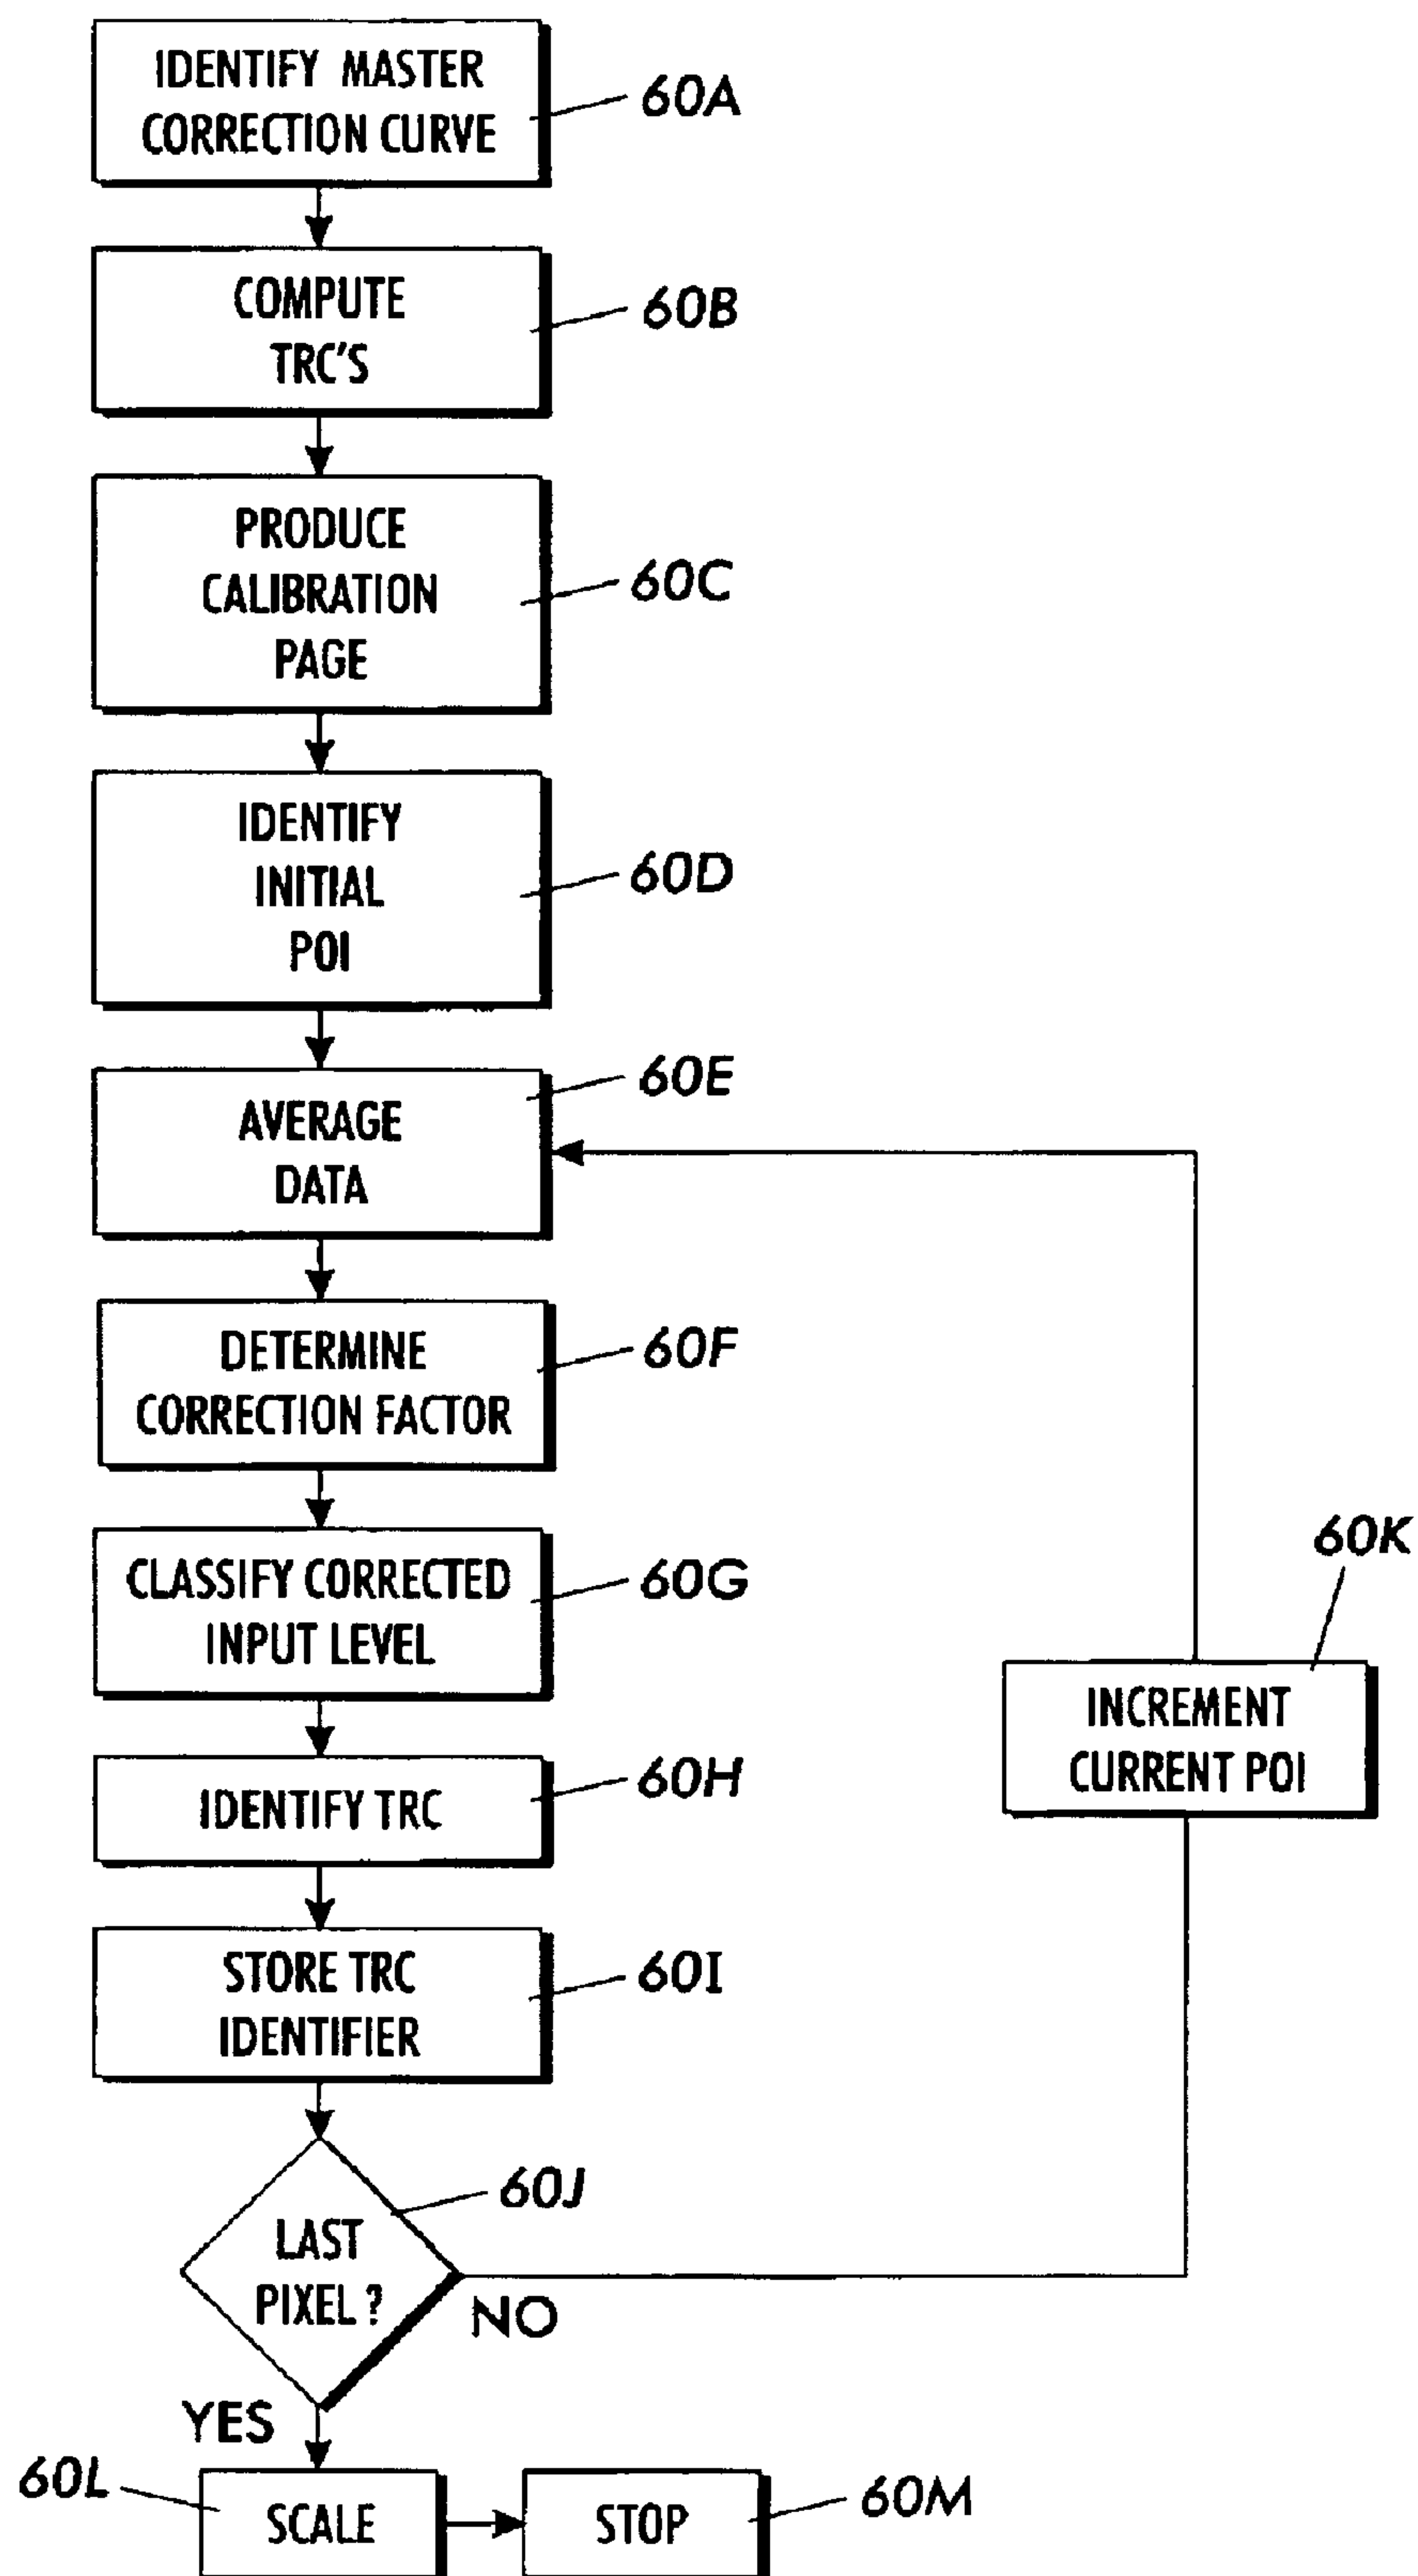 IDENTIFY MASTER
CORRECTION CURVE
60A
COMPUTE
TRC'S
60B
PRODUCE
CALIBRATION
PAGE
60C
IDENTIFY
INITIAL
POI
60D
AVERAGE
DATA
60E
DETERMINE
CORRECTION FACTOR
60F
CLASSIFY CORRECTED
INPUT LEVEL
60G
IDENTIFY TRC
60H
STORE TRC
IDENTIFIER
60I
LAST
PIXEL ?
60J
NO
INCREMENT
CURRENT POI
60K
YES
SCALE
60L
STOP
60M